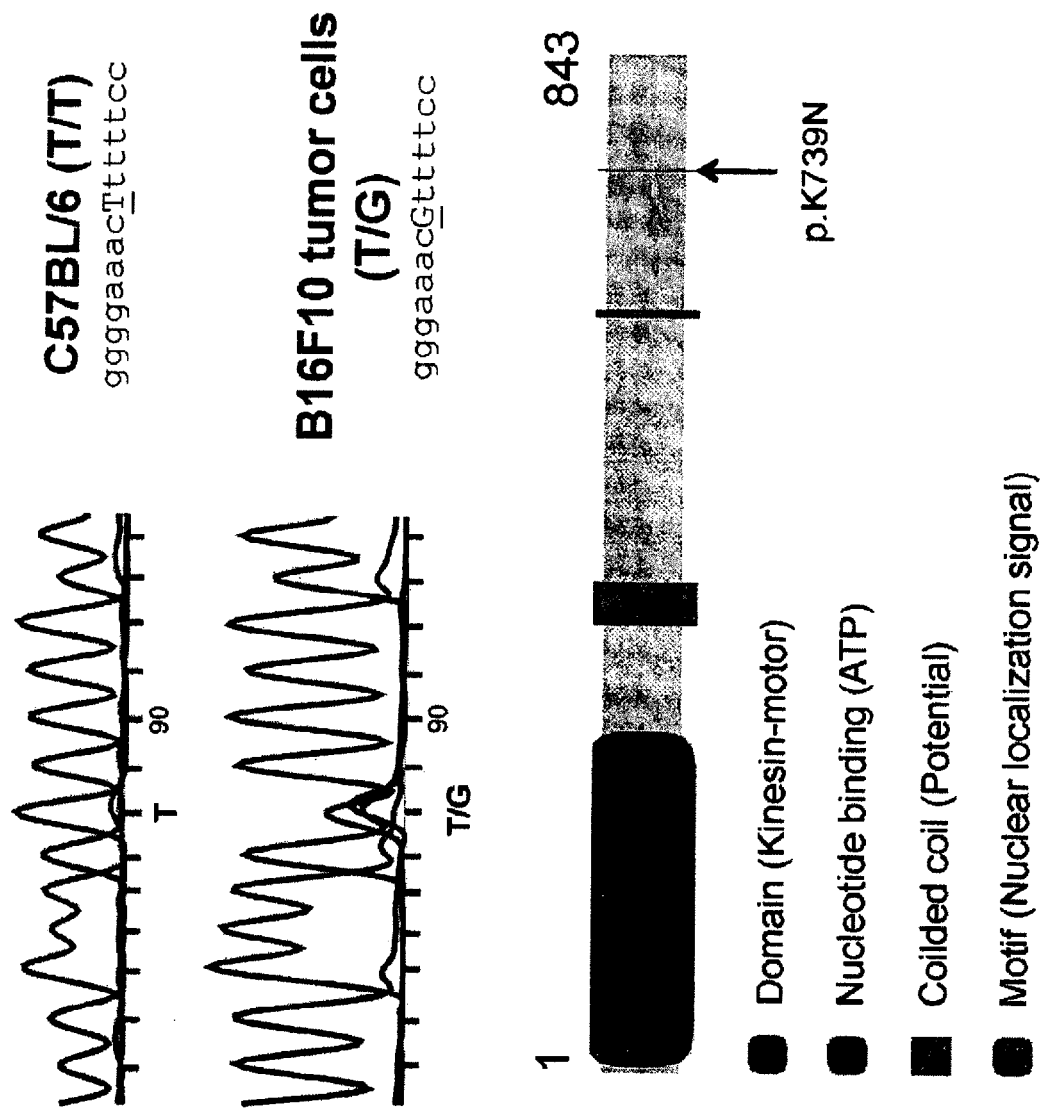 C57BL/6 (T/T)
ggggaaacTttttcc
T
90
B16F10 tumor cells
(T/G)
gggaaacGttttcc
T/G
90
1
843
p.K739N
Domain (Kinesin-motor)
Nucleotide binding (ATP)
Coilded coil (Potential)
Motif (Nuclear localization signal)